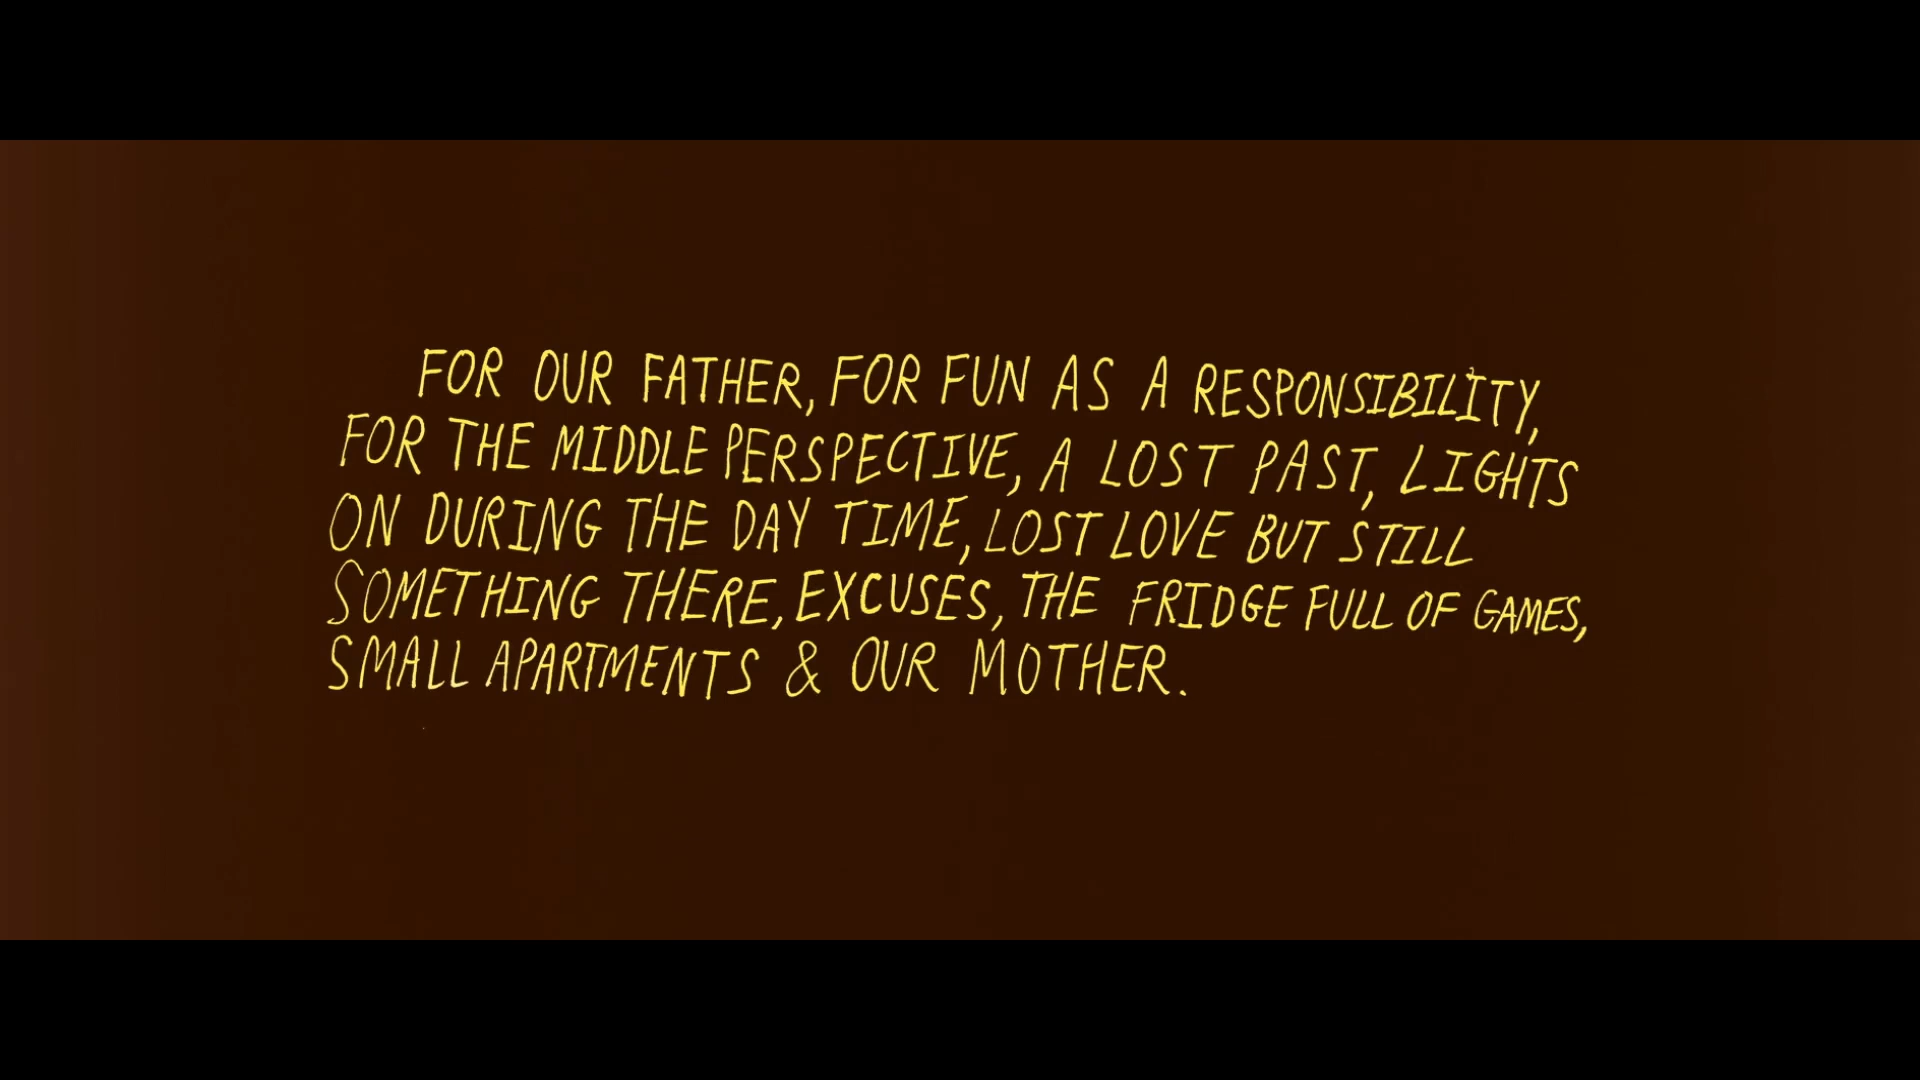 FOR OUR FATHER, FOR FUN AS A RESPONSIBILITY,
FOR THE MIDDLE PERSPECTIVE, A LOST PAST, LIGHTS
ON DURING THE DAY TIME, LOST LOVE BUT STILL
SOMETHING THERE, EXCUSES, THE FRIDGE FULL OF GAMES,
SMALL APARTMENTS & OUR MOTHER.